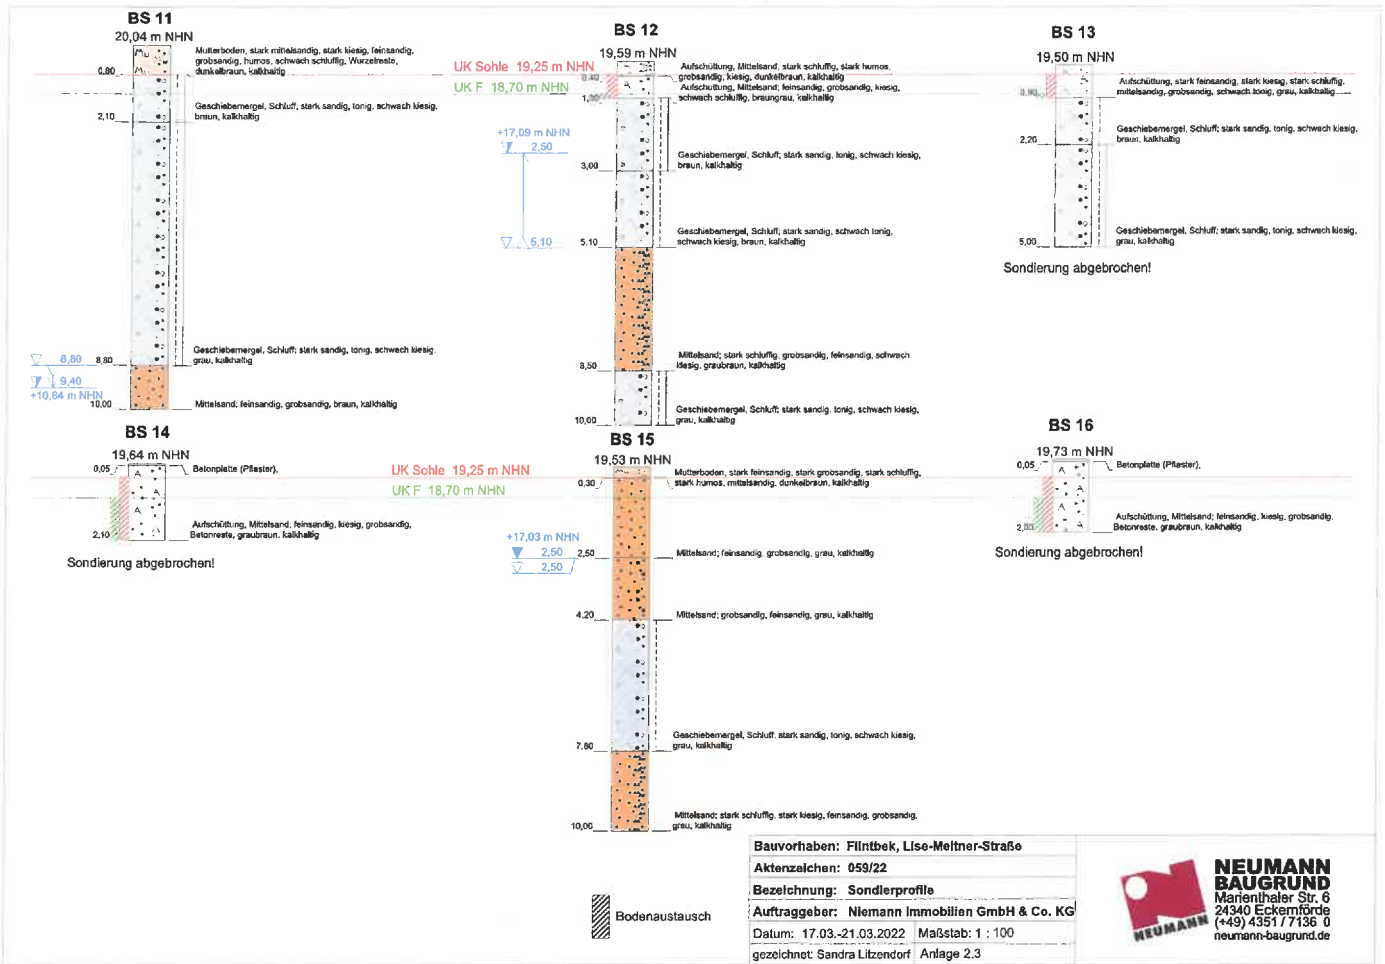 BS 11
20,04 m NHN
Mutterboden, stark mittelsandig, stark kiesig, feinsandig,
grobsandig, humos, schwach schluffig, Wurzelreste,
dunkelbraun, kalkhaltig
0,80
Geschiebemergel, Schluff, stark sandig, tonig, schwach kiesig,
braun, kalkhaltig
2,10
Geschiebemergel, Schluff; stark sandig, tonig, schwach kiesig,
grau, kalkhaltig
8,80
8,80
9,40
+10,64 m NHN
10,00
Mittelsand; feinsandig, grobsandig, braun, kalkhaltig
BS 12
19,59 m NHN
UK Sohle 19,25 m NHN
UK F 18,70 m NHN
Aufschüttung, Mittelsand, stark schluffig, stark humos,
grobsandig, kiesig, dunkelbraun, kalkhaltig
Aufschüttung, Mittelsand; feinsandig, grobsandig, kiesig,
schwach schluffig, braungrau, kalkhaltig
0,40
1,00
+17,09 m NHN
2,50
Geschiebemergel, Schluff; stark sandig, tonig, schwach kiesig,
braun, kalkhaltig
3,00
Geschiebemergel, Schluff; stark sandig, schwach tonig,
schwach kiesig, braun, kalkhaltig
5,10
5,10
Mittelsand; stark schluffig, grobsandig, feinsandig, schwach
kiesig, graubraun, kalkhaltig
8,50
Geschiebemergel, Schluff; stark sandig, tonig, schwach kiesig,
grau, kalkhaltig
10,00
BS 13
19,50 m NHN
Aufschüttung, stark feinsandig, stark kiesig, stark schluffig,
mittelsandig, grobsandig, schwach tonig, grau, kalkhaltig
0,90
Geschiebemergel, Schluff; stark sandig, tonig, schwach kiesig,
braun, kalkhaltig
2,20
Geschiebemergel, Schluff; stark sandig, tonig, schwach kiesig,
grau, kalkhaltig
5,00
Sondierung abgebrochen!
BS 14
19,64 m NHN
0,05
Betonplatte (Pflaster),
Aufschüttung, Mittelsand; feinsandig, kiesig, grobsandig,
Betonreste, graubraun, kalkhaltig
2,10
Sondierung abgebrochen!
BS 15
19,53 m NHN
UK Sohle 19,25 m NHN
UK F 18,70 m NHN
Mutterboden, stark feinsandig, stark grobsandig, stark schluffig,
stark humos, mittelsandig, dunkelbraun, kalkhaltig
0,30
+17,03 m NHN
2,50
2,50
2,50
Mittelsand; feinsandig, grobsandig, grau, kalkhaltig
4,20
Mittelsand; grobsandig, feinsandig, grau, kalkhaltig
Geschiebemergel, Schluff, stark sandig, tonig, schwach kiesig,
grau, kalkhaltig
7,80
Mittelsand; stark schluffig, stark kiesig, feinsandig, grobsandig,
grau, kalkhaltig
10,00
BS 16
19,73 m NHN
0,05
Betonplatte (Pflaster),
Aufschüttung, Mittelsand; feinsandig, kiesig, grobsandig,
Betonreste, graubraun, kalkhaltig
Sondierung abgebrochen!
Bodenaustausch
Bauvorhaben: Flintbek, Lise-Meitner-Straße
Aktenzeichen: 059/22
Bezeichnung: Sondierprofile
Auftraggeber: Niemann Immobilien GmbH & Co. KG
Datum: 17.03.-21.03.2022 Maßstab: 1 : 100
gezeichnet: Sandra Litzendorf Anlage 2.3
NEUMANN
NEUMANN
BAUGRUND
Marienthaler Str. 6
24340 Eckernförde
(+49) 4351 / 7136 0
neumann-baugrund.de